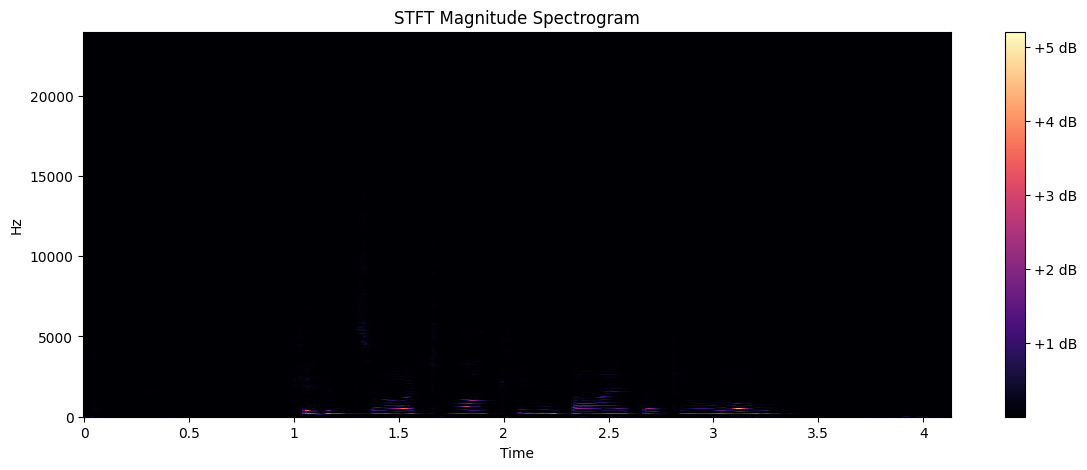 STFT Magnitude Spectrogram
+5 dB
+4 dB
+3 dB
+2 dB
+1 dB
20000
15000
10000
5000
0
Hz
0
0.5
1
1.5
2
2.5
3
3.5
4
Time